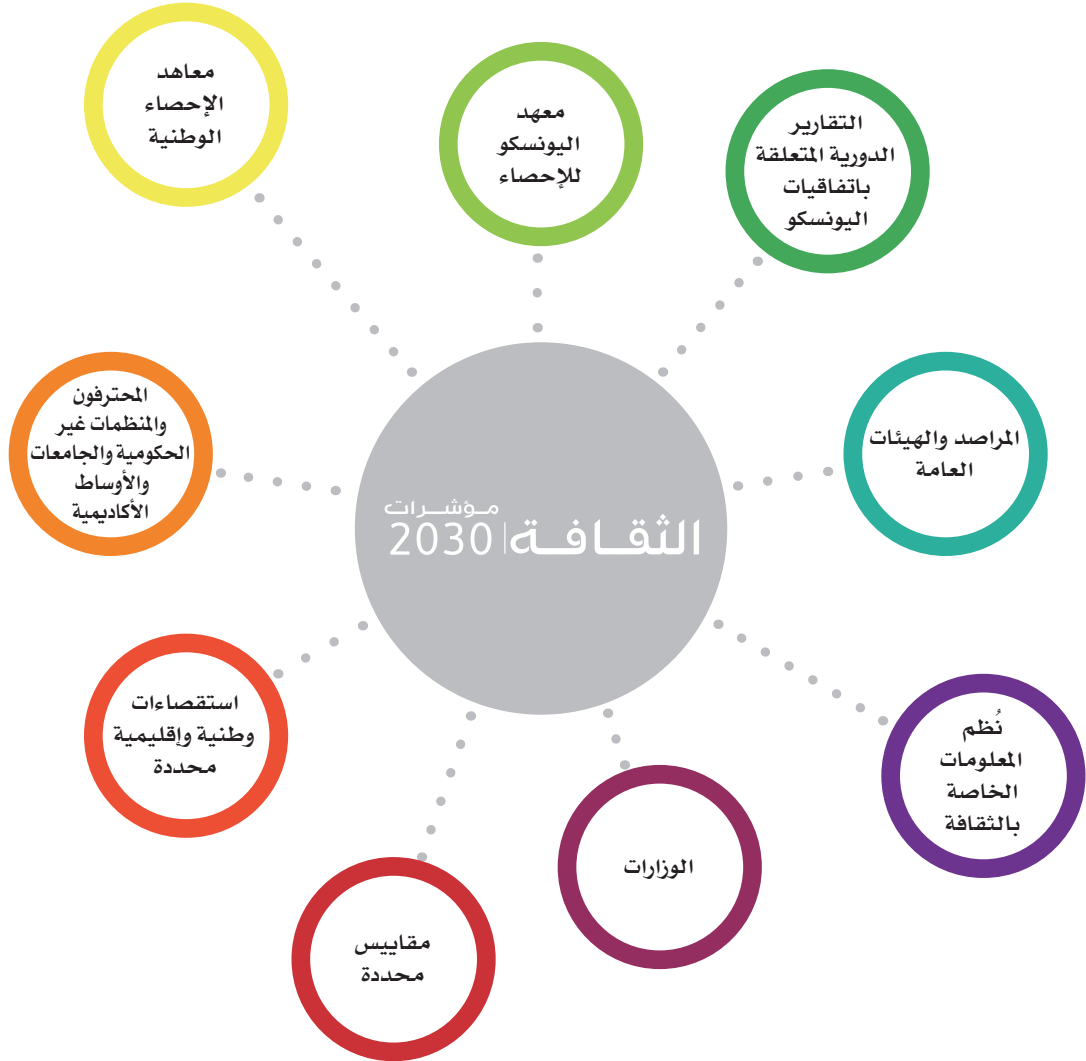 معاهد
الإحصاء
الوطنية
معهد
اليونسكو
للإحصاء
التقارير
الدورية المتعلقة
باتفاقيات
اليونسكو
المحترفون
والمنظمات غير
الحكومية والجامعات
والأوساط
الأكاديمية
المراصد والهيئات
العامة
مؤشرات
الثقافة | 2030
استقصاءات
وطنية وإقليمية
محددة
نُظم
المعلومات
الخاصة
بالثقافة
الوزارات
مقاييس
محددة